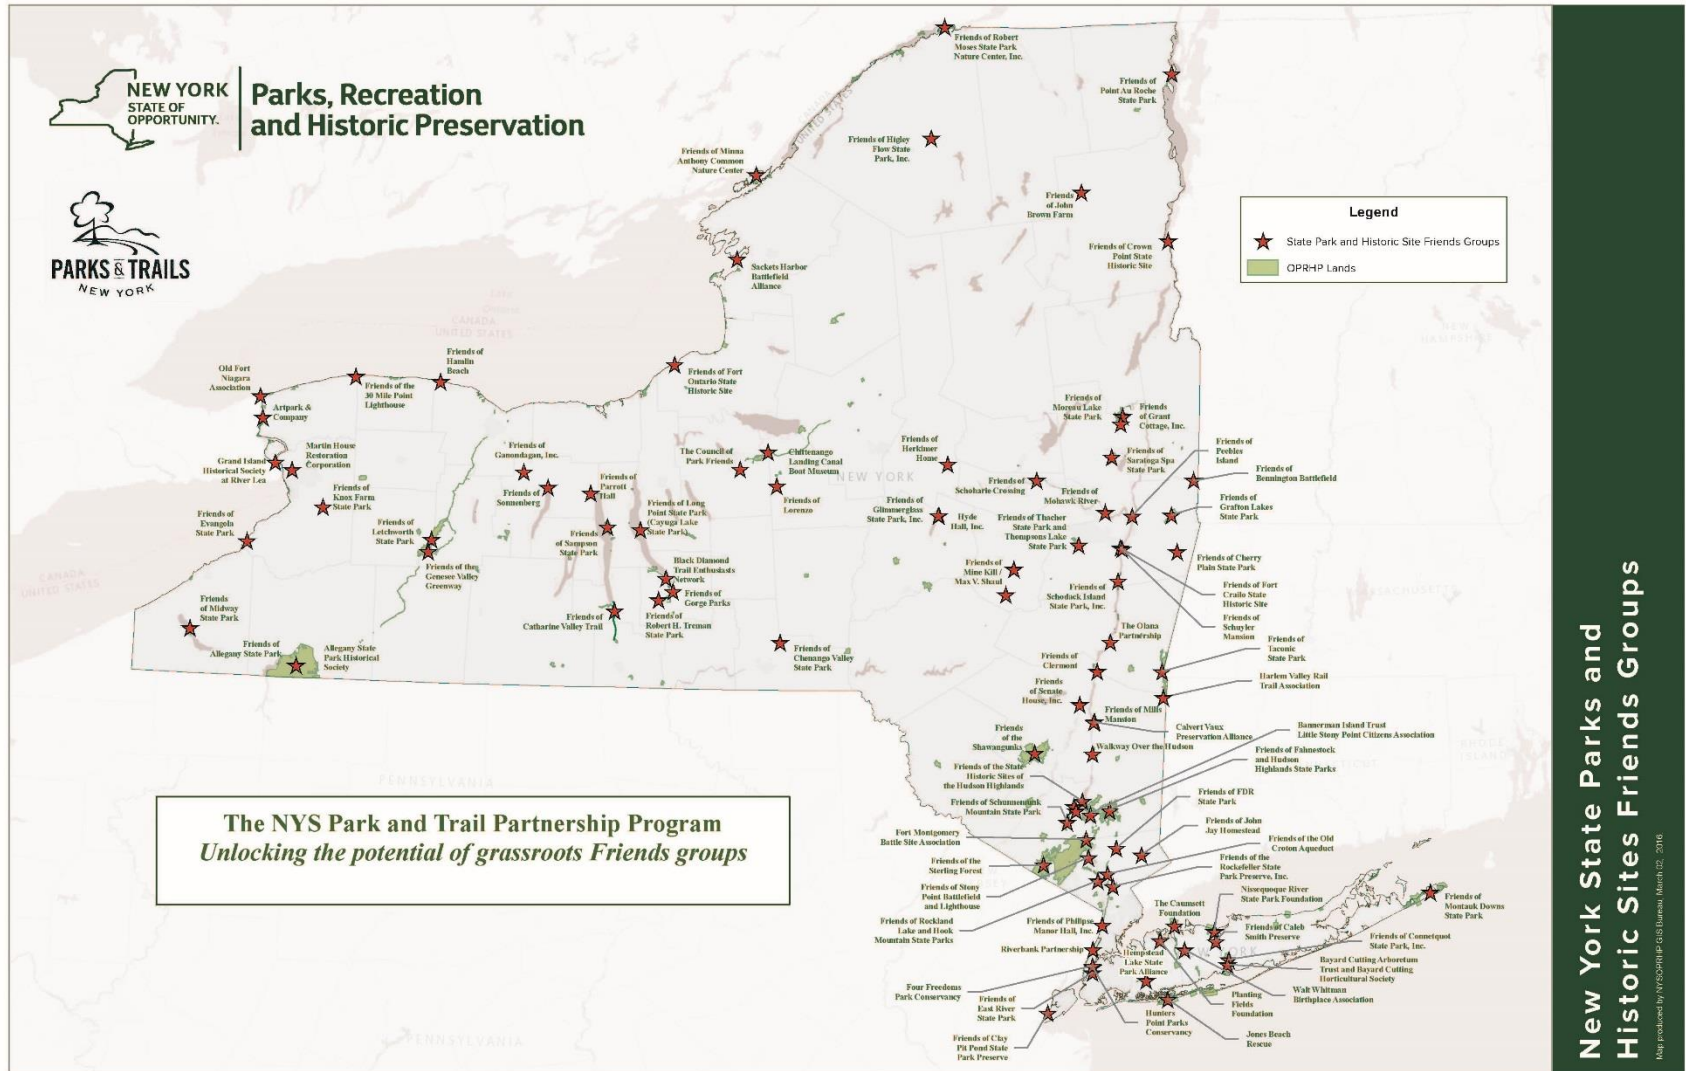 NEW YORK
STATE OF
OPPORTUNITY.
Parks, Recreation
and Historic Preservation
PARKS & TRAILS
NEW YORK
Legend
State Park and Historic Site Friends Groups
OPRHP Lands
Friends of Robert
Moses State Park
Nature Center, Inc.
Friends of
Point Au Roche
State Park
Friends of Higley
Flow State
Park, Inc.
Friends of Minna
Anthony Common
Nature Center
Friends
of John
Brown Farm
Friends of Crown
Point State
Historic Site
Sackets Harbor
Battlefield
Alliance
CANADA
UNITED STATES
CANADA
UNITED STATES
CANADA
UNITED STATES
Old Fort
Niagara
Association
Friends of the
30 Mile Point
Lighthouse
Friends of
Hamlin
Beach
Friends of Fort
Ontario State
Historic Site
Artpark &
Company
Grand Island
Historical Society
at River Lea
Martin House
Restoration
Corporation
Friends of
Knox Farm
State Park
Friends of
Evangola
State Park
Friends of
Letchworth
State Park
Friends of the
Genesee Valley
Greenway
Friends of
Ganondagan, Inc.
Friends of
Sonnenberg
Friends of
Parrott
Hall
Friends
of Sampson
State Park
Friends of Long
Point State Park
(Cayuga Lake
State Park)
The Council of
Park Friends
Chittenango
Landing Canal
Boat Museum
Friends of
Lorenzo
Black Diamond
Trail Enthusiasts
Network
Friends of
Gorge Parks
Friends of
Robert H. Treman
State Park
Friends of
Catharine Valley Trail
Friends of
Chenango Valley
State Park
Friends
of Midway
State Park
Friends of
Allegany State Park
Allegany State
Park Historical
Society
NEW YORK
Friends of
Herkimer
Home
Friends of
Glimmerglass
State Park, Inc.
Hyde
Hall, Inc.
Friends of
Schoharie Crossing
Friends of
Moreau Lake
State Park
Friends
of Grant
Cottage, Inc.
Friends of
Saratoga Spa
State Park
Friends of
Peebles
Island
Friends of
Bennington Battlefield
Friends of
Mohawk River
Friends of
Grafton Lakes
State Park
Friends of Thacher
State Park and
Thompsons Lake
State Park
Friends of
Mine Kill /
Max V. Shaul
Friends of Cherry
Plain State Park
Friends of
Schodack Island
State Park, Inc.
Friends of Fort
Crailo State
Historic Site
Friends of
Schuyler
Mansion
The Olana
Partnership
Friends of
Taconic
State Park
Friends of
Clermont
Harlem Valley Rail
Trail Association
Friends
of Senate
House, Inc.
Friends of Mills
Mansion
Calvert Vaux
Preservation Alliance
Friends
of the
Shawangunks
Walkway Over the Hudson
Bannerman Island Trust
Little Stony Point Citizens Association
Friends of Fahnestock
and Hudson
Highlands State Parks
Friends of the State
Historic Sites of
the Hudson Highlands
Friends of Schunnemunk
Mountain State Park
Friends of FDR
State Park
Fort Montgomery
Battle Site Association
Friends of John
Jay Homestead
Friends of the Old
Croton Aqueduct
Friends of the
Sterling Forest
Friends of the
Rockefeller State
Park Preserve, Inc.
Friends of Stony
Point Battlefield
and Lighthouse
Nissequogue River
State Park Foundation
Friends of Rockland
Lake and Hook
Mountain State Parks
The Caumsett
Foundation
Friends of Philipse
Manor Hall, Inc.
Friends of Caleb
Smith Preserve
Friends of
Montauk Downs
State Park
Riverbank Partnership
Friends of Connetquot
State Park, Inc.
Hempstead
Lake State
Park Alliance
Bayard Cutting Arboretum
Trust and Bayard Cutting
Horticultural Society
Four Freedoms
Park Conservancy
Walt Whitman
Birthplace Association
Friends of
East River
State Park
Planting
Fields
Foundation
Hunters
Point Parks
Conservancy
Jones Beach
Rescue
Friends of Clay
Pit Pond State
Park Preserve
PENNSYLVANIA
PENNSYLVANIA
MASSACHUSETTS
NEW
HAMPSHIRE
RHODE
ISLAND
The NYS Park and Trail Partnership Program
Unlocking the potential of grassroots Friends groups
New York State Parks and
Historic Sites Friends Groups
Map produced by NYSOPRHP GIS Bureau, March 02, 2016